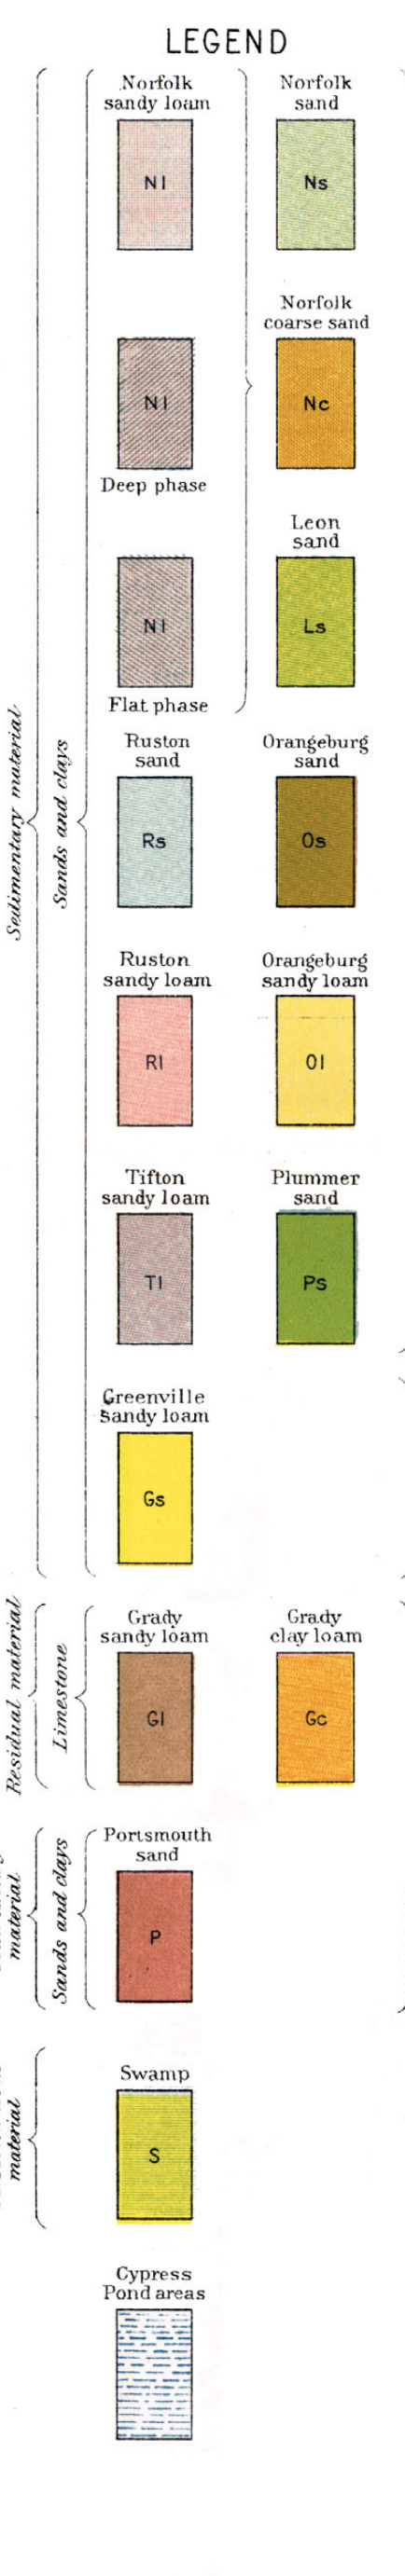 LEGEND
Norfolk
sandy loam
Nl
Norfolk
sand
Ns
Nl
Deep phase
Norfolk
coarse sand
Nc
Nl
Flat phase
Leon
sand
Ls
Sedimentary material
Sands and clays
Ruston
sand
Rs
Orangeburg
sand
Os
Ruston
sandy loam
Rl
Orangeburg
sandy loam
Ol
Tifton
sandy loam
Tl
Plummer
sand
Ps
Greenville
sandy loam
Gs
Residual material
Limestone
Grady
sandy loam
Gl
Grady
clay loam
Gc
material
Sands and clays
Portsmouth
sand
P
material
Swamp
S
Cypress
Pond areas